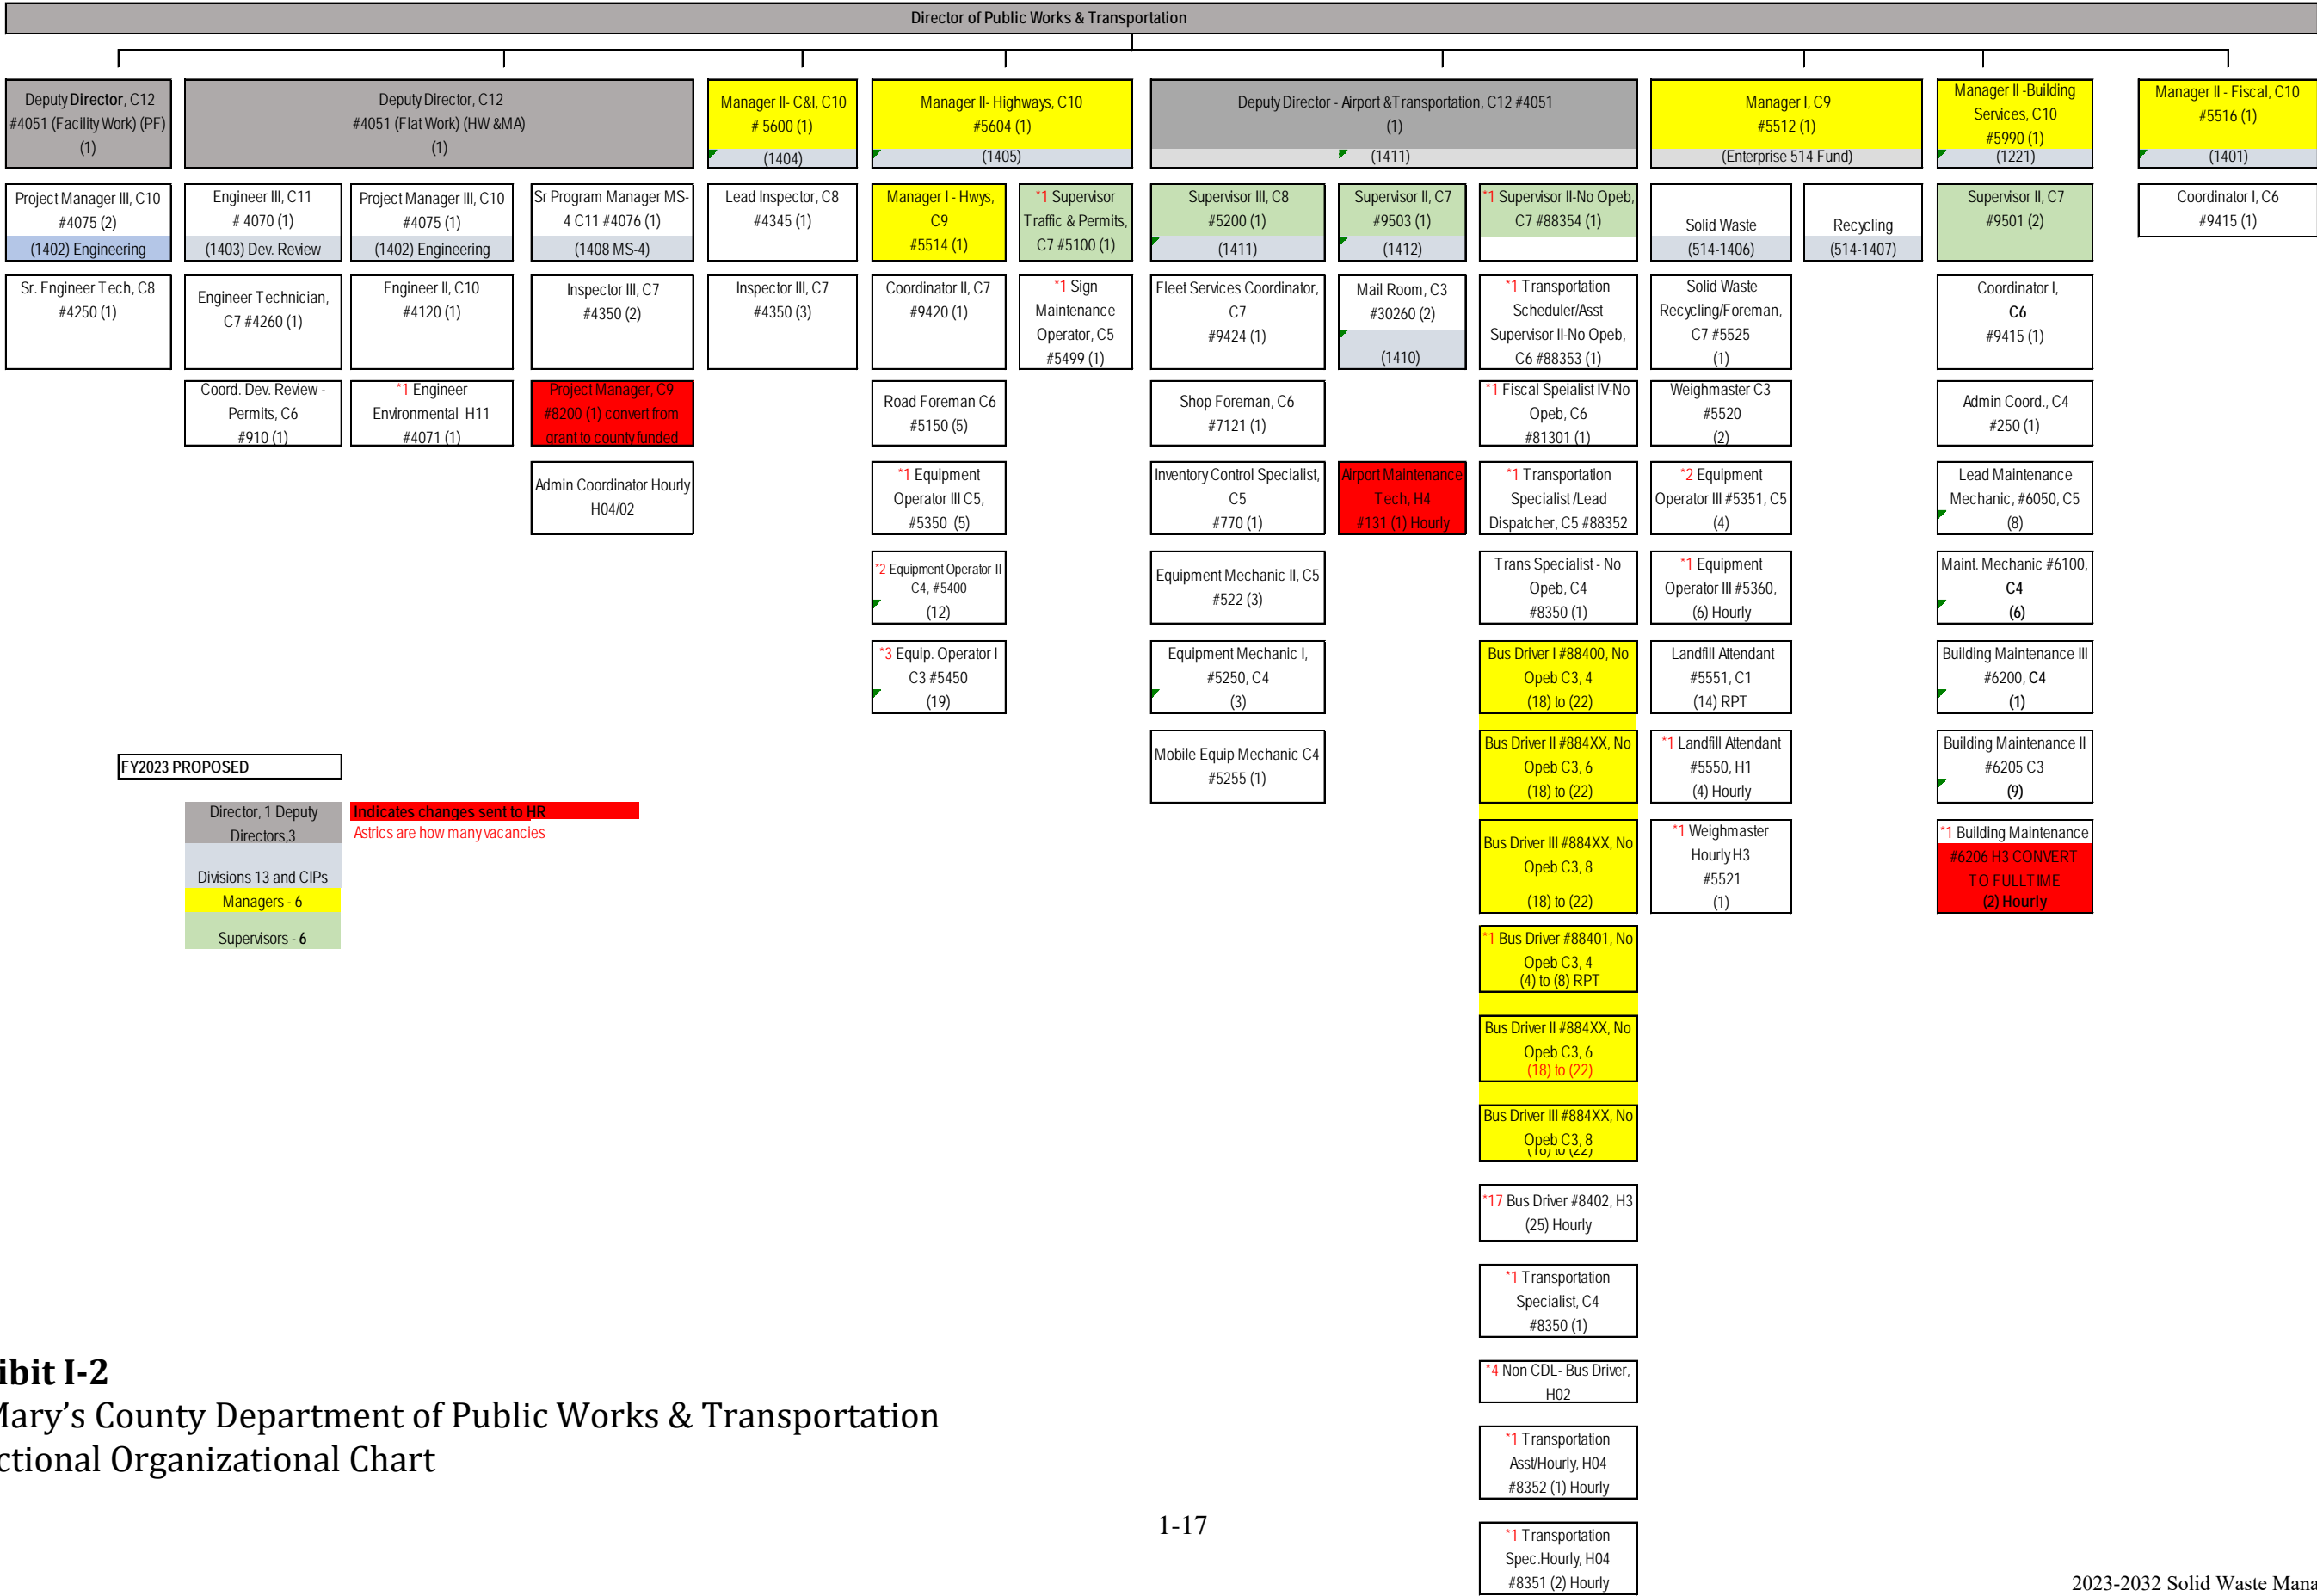 Director of Public Works & Transportation
Deputy Director, C12
#4051 (Facility Work) (PF)
(1)
Deputy Director, C12
#4051 (Flat Work) (HW &MA)
(1)
Manager II- C&I, C10
# 5600 (1)
(1404)
Manager II- Highways, C10
#5604 (1)
(1405)
Deputy Director - Airport &Transportation, C12 #4051
(1)
(1411)
Manager I, C9
#5512 (1)
(Enterprise 514 Fund)
Manager II -Building
Services, C10
#5990 (1)
(1221)
Manager II - Fiscal, C10
#5516 (1)
(1401)
Project Manager III, C10
#4075 (2)
(1402) Engineering
Engineer III, C11
# 4070 (1)
(1403) Dev. Review
Project Manager III, C10
#4075 (1)
(1402) Engineering
Sr Program Manager MS-
4 C11 #4076 (1)
(1408 MS-4)
Lead Inspector, C8
#4345 (1)
Manager I - Hwys,
C9
#5514 (1)
*1 Supervisor
Traffic & Permits,
C7 #5100 (1)
Supervisor III, C8
#5200 (1)
(1411)
Supervisor II, C7
#9503 (1)
(1412)
*1 Supervisor II-No Opeb,
C7 #88354 (1)
Solid Waste
(514-1406)
Recycling
(514-1407)
Supervisor II, C7
#9501 (2)
Coordinator I, C6
#9415 (1)
Sr. Engineer Tech, C8
#4250 (1)
Engineer Technician,
C7 #4260 (1)
Engineer II, C10
#4120 (1)
Inspector III, C7
#4350 (2)
Inspector III, C7
#4350 (3)
Coordinator II, C7
#9420 (1)
*1 Sign
Maintenance
Operator, C5
#5499 (1)
Fleet Services Coordinator,
C7
#9424 (1)
Mail Room, C3
#30260 (2)
(1410)
*1 Transportation
Scheduler/Asst
Supervisor II-No Opeb,
C6 #88353 (1)
Solid Waste
Recycling/Foreman,
C7 #5525
(1)
Coordinator I,
C6
#9415 (1)
Coord. Dev. Review -
Permits, C6
#910 (1)
*1 Engineer
Environmental H11
#4071 (1)
Project Manager, C9
#8200 (1) convert from
grant to county funded
Road Foreman C6
#5150 (5)
Shop Foreman, C6
#7121 (1)
*1 Fiscal Speialist IV-No
Opeb, C6
#81301 (1)
Weighmaster C3
#5520
(2)
Admin Coord., C4
#250 (1)
Admin Coordinator Hourly
H04/02
*1 Equipment
Operator III C5,
#5350 (5)
Inventory Control Specialist,
C5
#770 (1)
Airport Maintenance
Tech, H4
#131 (1) Hourly
*1 Transportation
Specialist /Lead
Dispatcher, C5 #88352
*2 Equipment
Operator III #5351, C5
(4)
Lead Maintenance
Mechanic, #6050, C5
(8)
*2 Equipment Operator II
C4, #5400
(12)
Equipment Mechanic II, C5
#522 (3)
Trans Specialist - No
Opeb, C4
#8350 (1)
*1 Equipment
Operator III #5360,
(6) Hourly
Maint. Mechanic #6100,
C4
(6)
*3 Equip. Operator I
C3 #5450
(19)
Equipment Mechanic I,
#5250, C4
(3)
Bus Driver I #88400, No
Opeb C3, 4
(18) to (22)
Landfill Attendant
#5551, C1
(14) RPT
Building Maintenance III
#6200, C4
(1)
Mobile Equip Mechanic C4
#5255 (1)
Bus Driver II #884XX, No
Opeb C3, 6
(18) to (22)
*1 Landfill Attendant
#5550, H1
(4) Hourly
Building Maintenance II
#6205 C3
(9)
FY2023 PROPOSED
Director, 1 Deputy
Directors,3
Divisions 13 and CIPs
Managers - 6
Supervisors - 6
Indicates changes sent to HR
Astrics are how many vacancies
Bus Driver III #884XX, No
Opeb C3, 8
(18) to (22)
*1 Weighmaster
Hourly H3
#5521
(1)
*1 Building Maintenance
#6206 H3 CONVERT
TO FULLTIME
(2) Hourly
*1 Bus Driver #88401, No
Opeb C3, 4
(4) to (8) RPT
Bus Driver II #884XX, No
Opeb C3, 6
(18) to (22)
Bus Driver III #884XX, No
Opeb C3, 8
(18) to (22)
*17 Bus Driver #8402, H3
(25) Hourly
*1 Transportation
Specialist, C4
#8350 (1)
*4 Non CDL- Bus Driver,
H02
*1 Transportation
Asst/Hourly, H04
#8352 (1) Hourly
*1 Transportation
Spec.Hourly, H04
#8351 (2) Hourly
ibit I-2
Mary's County Department of Public Works & Transportation
ctional Organizational Chart
1-17
2023-2032 Solid Waste Mana